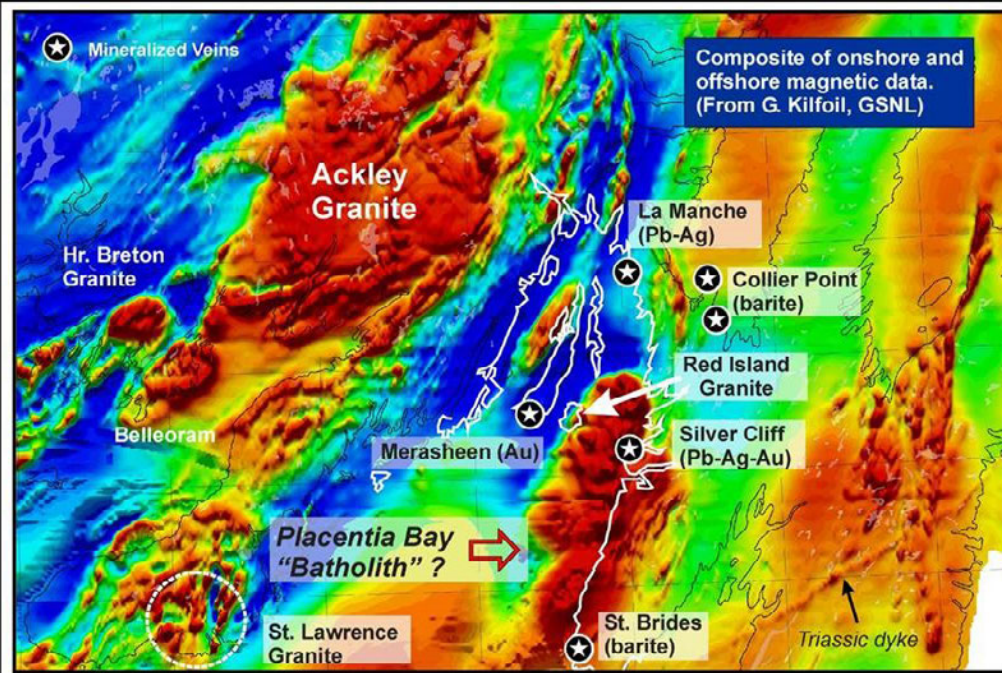 Mineralized Veins
Composite of onshore and
offshore magnetic data.
(From G. Kilfoil, GSNL)
Ackley
Granite
La Manche
(Pb-Ag)
Hr. Breton
Granite
Collier Point
(barite)
Red Island
Granite
Belleoram
Merasheen (Au)
Silver Cliff
(Pb-Ag-Au)
Placentia Bay
"Batholith" ?
St. Lawrence
Granite
St. Brides
(barite)
Triassic dyke